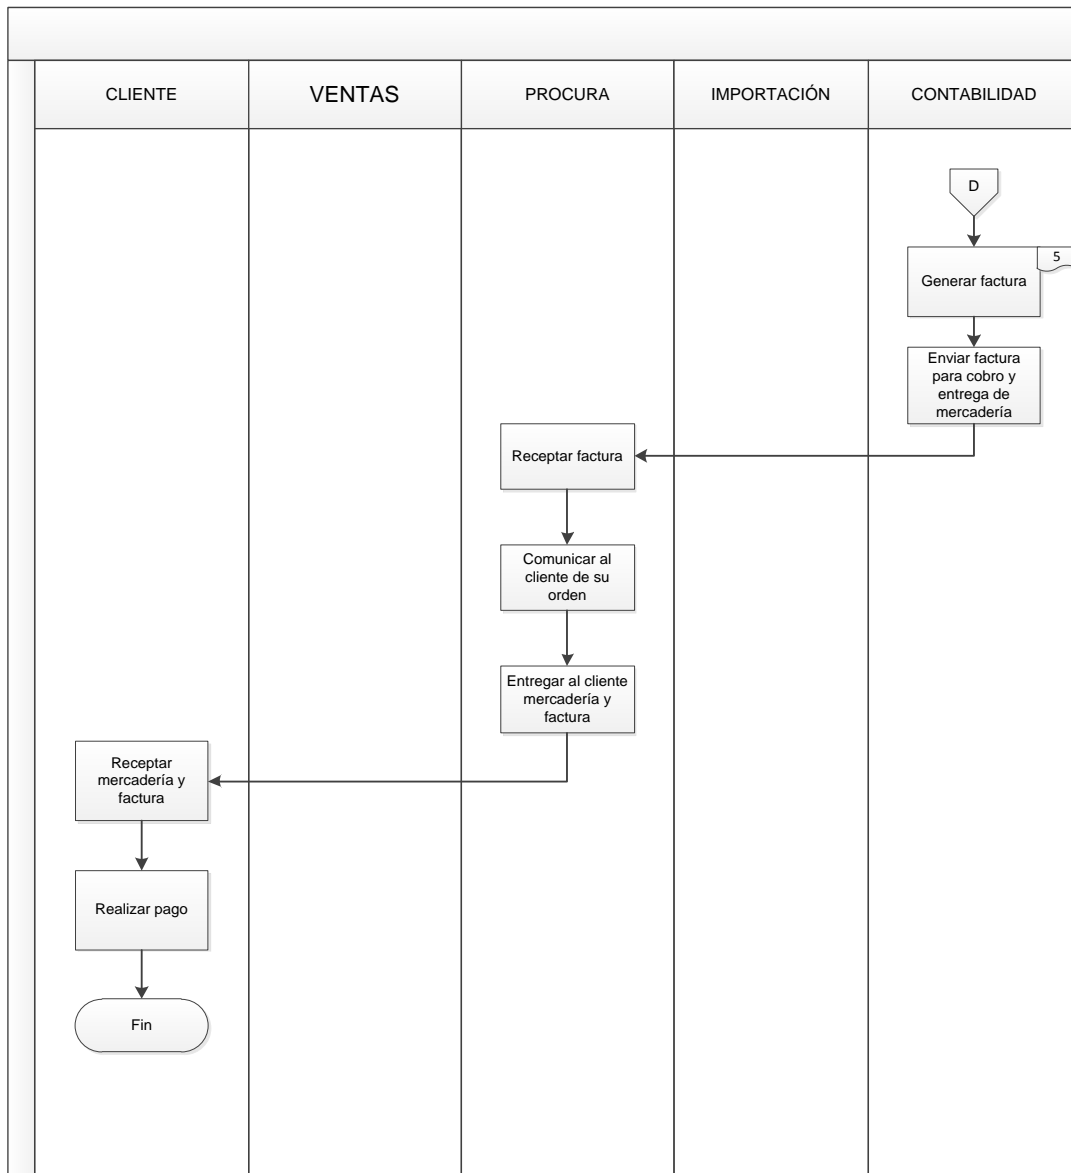 CLIENTE
VENTAS
PROCURA
IMPORTACIÓN
CONTABILIDAD
D
5
Generar factura
Enviar factura
para cobro y
entrega de
mercadería
Receptar factura
Comunicar al
cliente de su
orden
Entregar al cliente
mercadería y
factura
Receptar
mercadería y
factura
Realizar pago
Fin